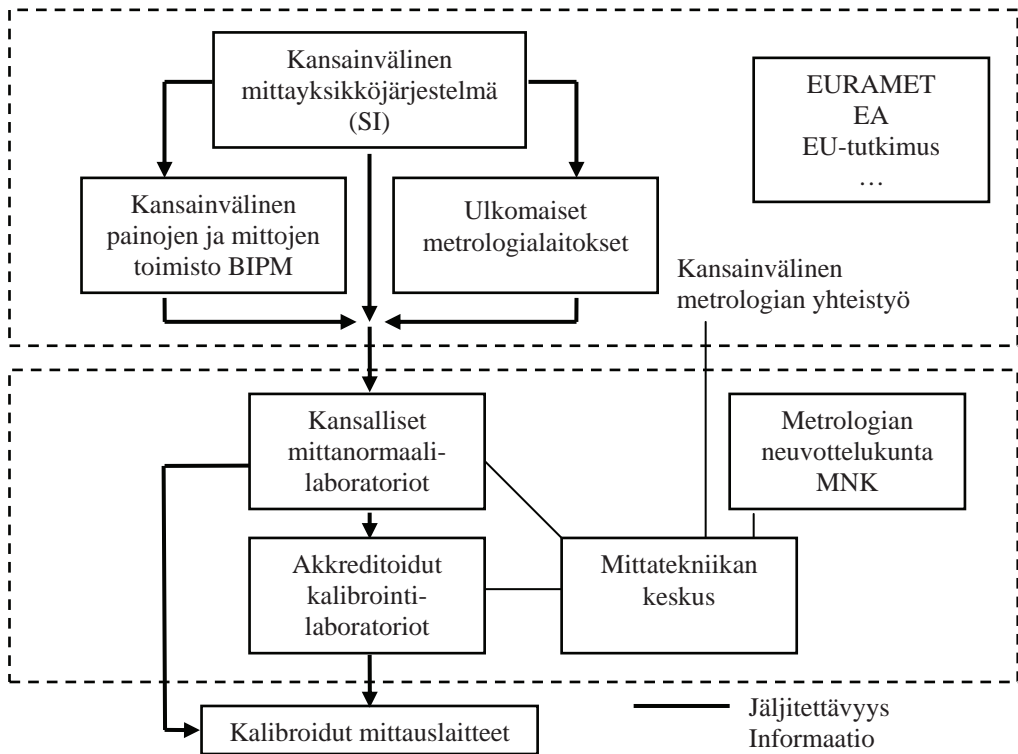 Kansainvälinen
mittayksikköjärjestelmä
(SI)
EURAMET
EA
EU-tutkimus
…
Kansainvälinen
painojen ja mittojen
toimisto BIPM
Ulkomaiset
metrologialaitokset
Kansainvälinen
metrologian yhteistyö
Kansalliset
mittanormaali-
laboratoriot
Metrologian
neuvottelukunta
MNK
Akkreditoidut
kalibrointi-
laboratoriot
Mittatekniikan
keskus
Kalibroidut mittauslaitteet
Jäljitettävyys
Informaatio